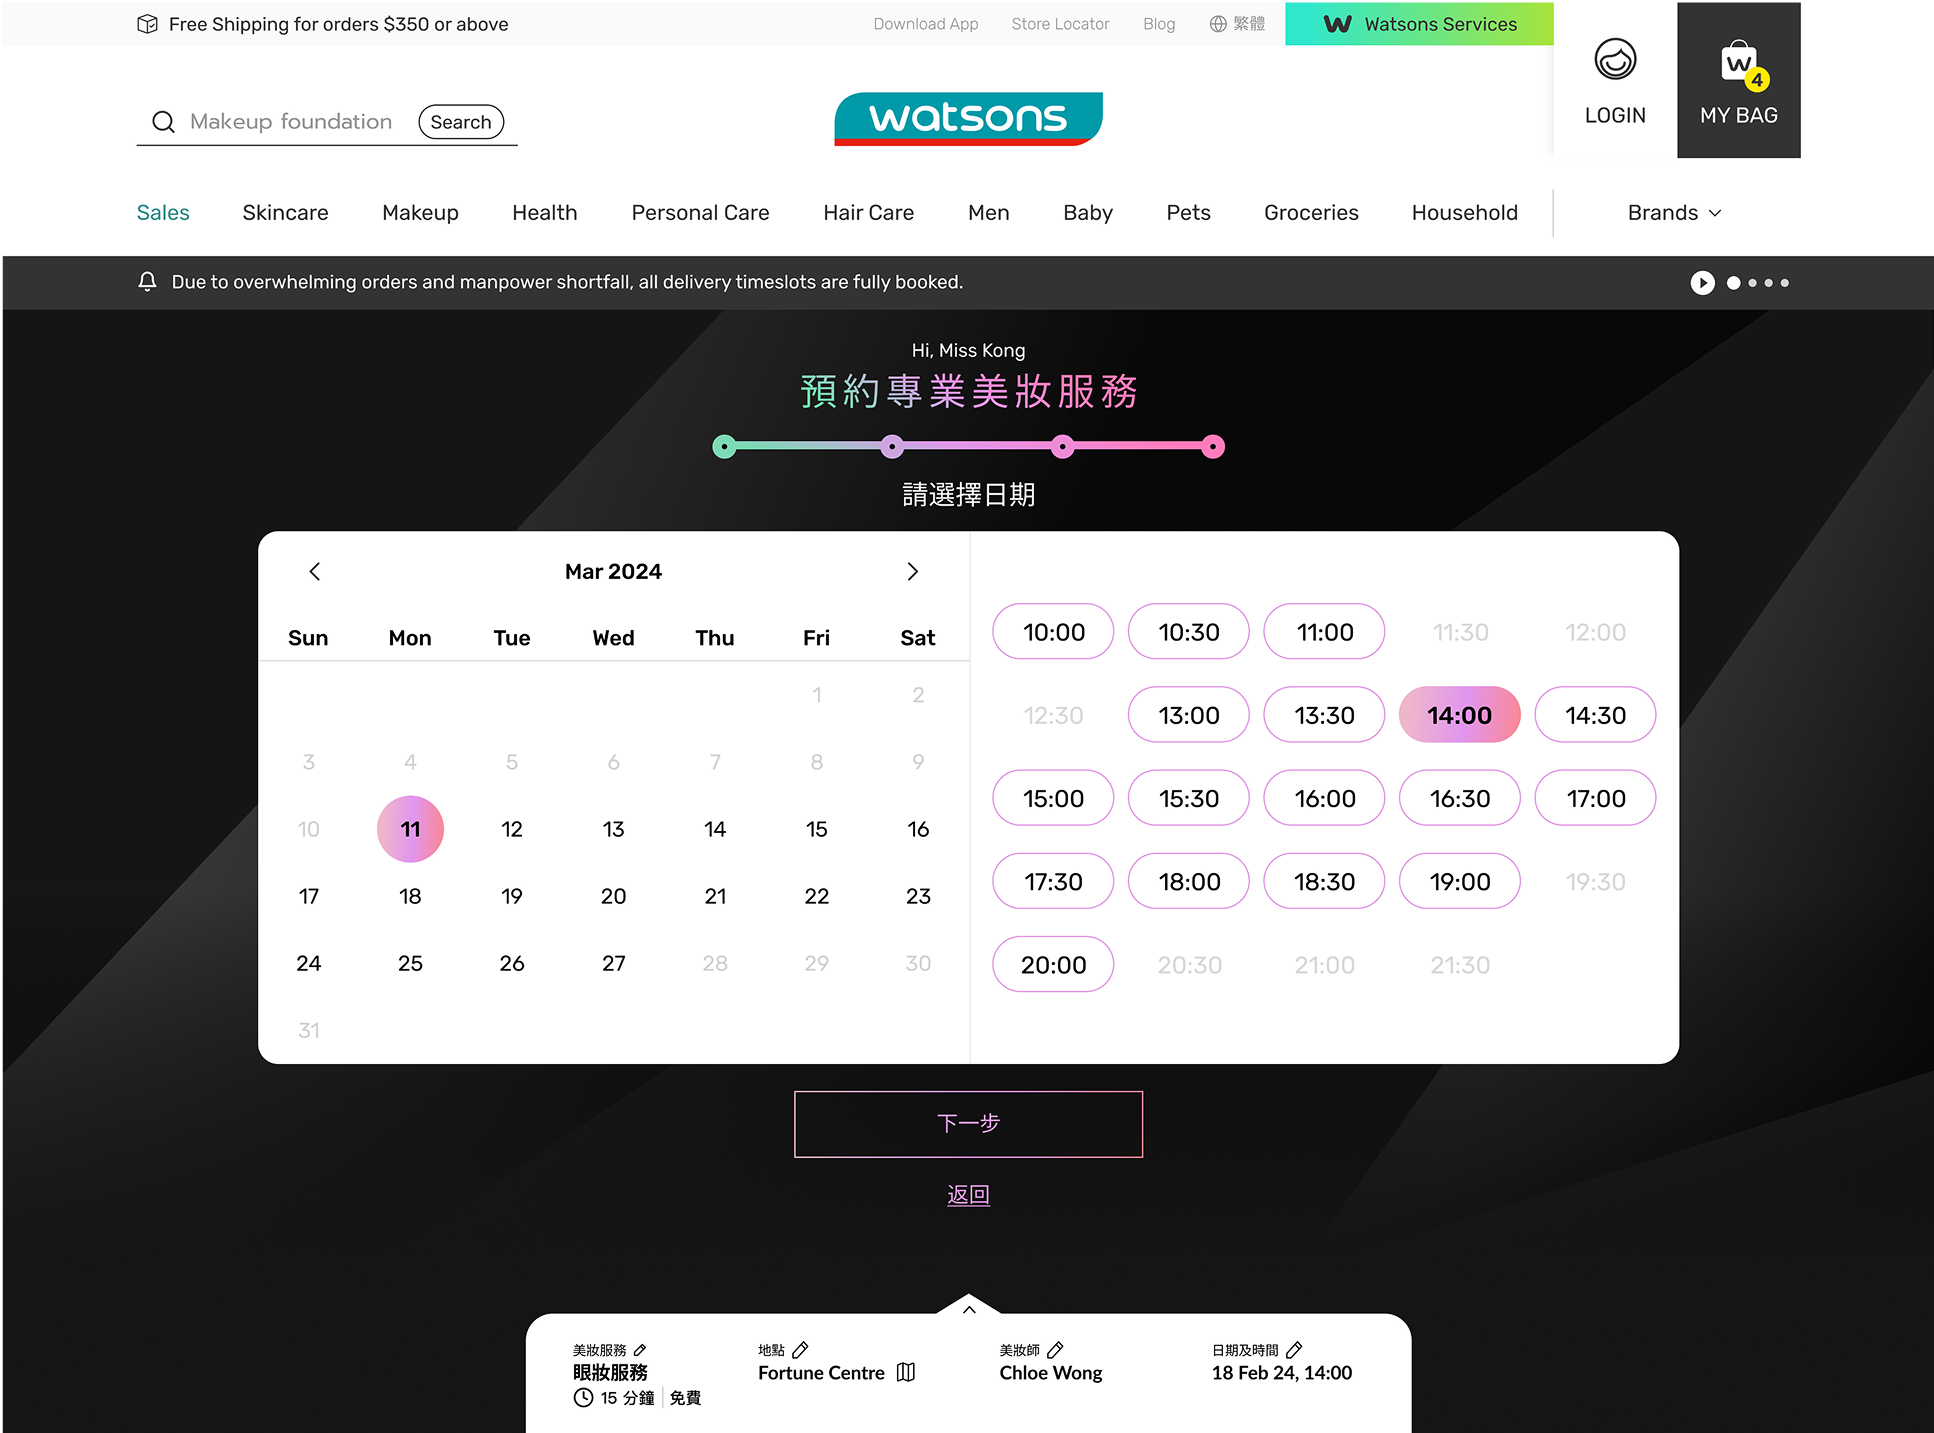 Free Shipping for orders $350 or above
Download App
Store Locator
Blog
繁體
W Watsons Services
LOGIN
W
4
MY BAG
Makeup foundation
Search
watsons
Sales
Skincare
Makeup
Health
Personal Care
Hair Care
Men
Baby
Pets
Groceries
Household
Brands
Due to overwhelming orders and manpower shortfall, all delivery timeslots are fully booked.
Hi, Miss Kong
預約專業美妝服務
請選擇日期
Mar 2024
Sun Mon Tue Wed Thu Fri Sat
1 2
3 4 5 6 7 8 9
10 11 12 13 14 15 16
17 18 19 20 21 22 23
24 25 26 27 28 29 30
31
10:00 10:30 11:00 11:30 12:00
12:30 13:00 13:30 14:00 14:30
15:00 15:30 16:00 16:30 17:00
17:30 18:00 18:30 19:00 19:30
20:00 20:30 21:00 21:30
下一步
返回
美妝服務
眼妝服務
15 分鐘 免費
地點
Fortune Centre
美妝師
Chloe Wong
日期及時間
18 Feb 24, 14:00